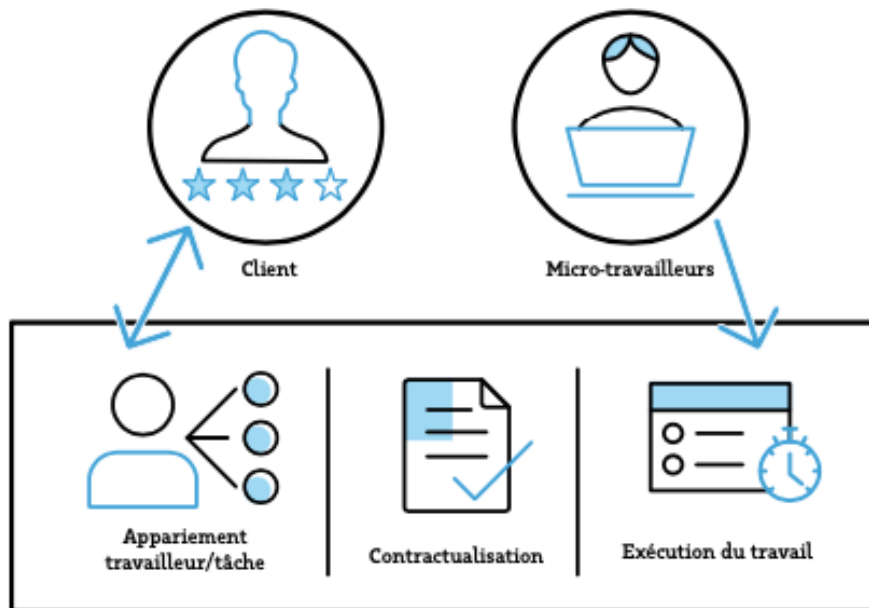 Client
Micro-travailleurs
Appariement
travailleur/tâche
Contractualisation
Exécution du travail